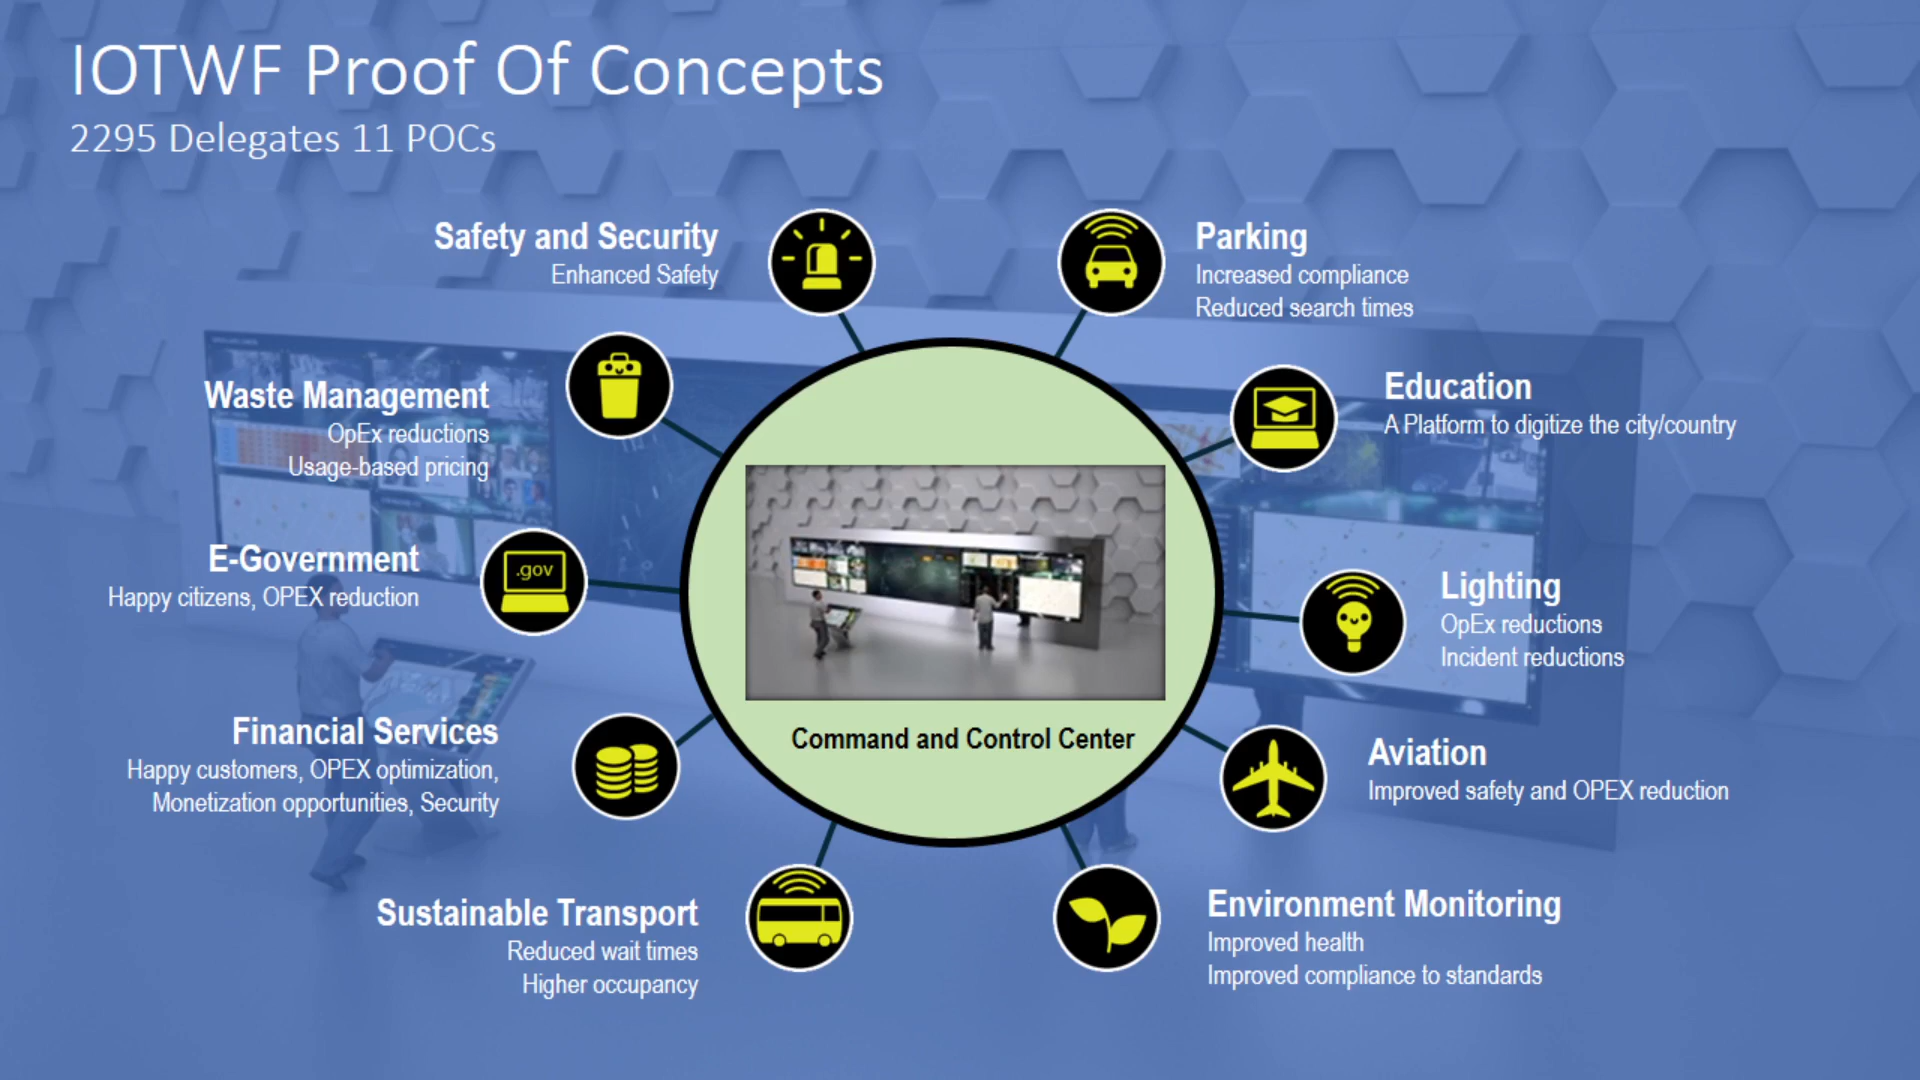 IOTWF Proof Of Concepts
2295 Delegates 11 POCs
Safety and Security
Enhanced Safety
Parking
Increased compliance
Reduced search times
Waste Management
OpEx reductions
Usage-based pricing
Education
A Platform to digitize the city/country
E-Government
Happy citizens, OPEX reduction
.gov
Lighting
OpEx reductions
Incident reductions
Financial Services
Happy customers, OPEX optimization,
Monetization opportunities, Security
Command and Control Center
Aviation
Improved safety and OPEX reduction
Sustainable Transport
Reduced wait times
Higher occupancy
Environment Monitoring
Improved health
Improved compliance to standards